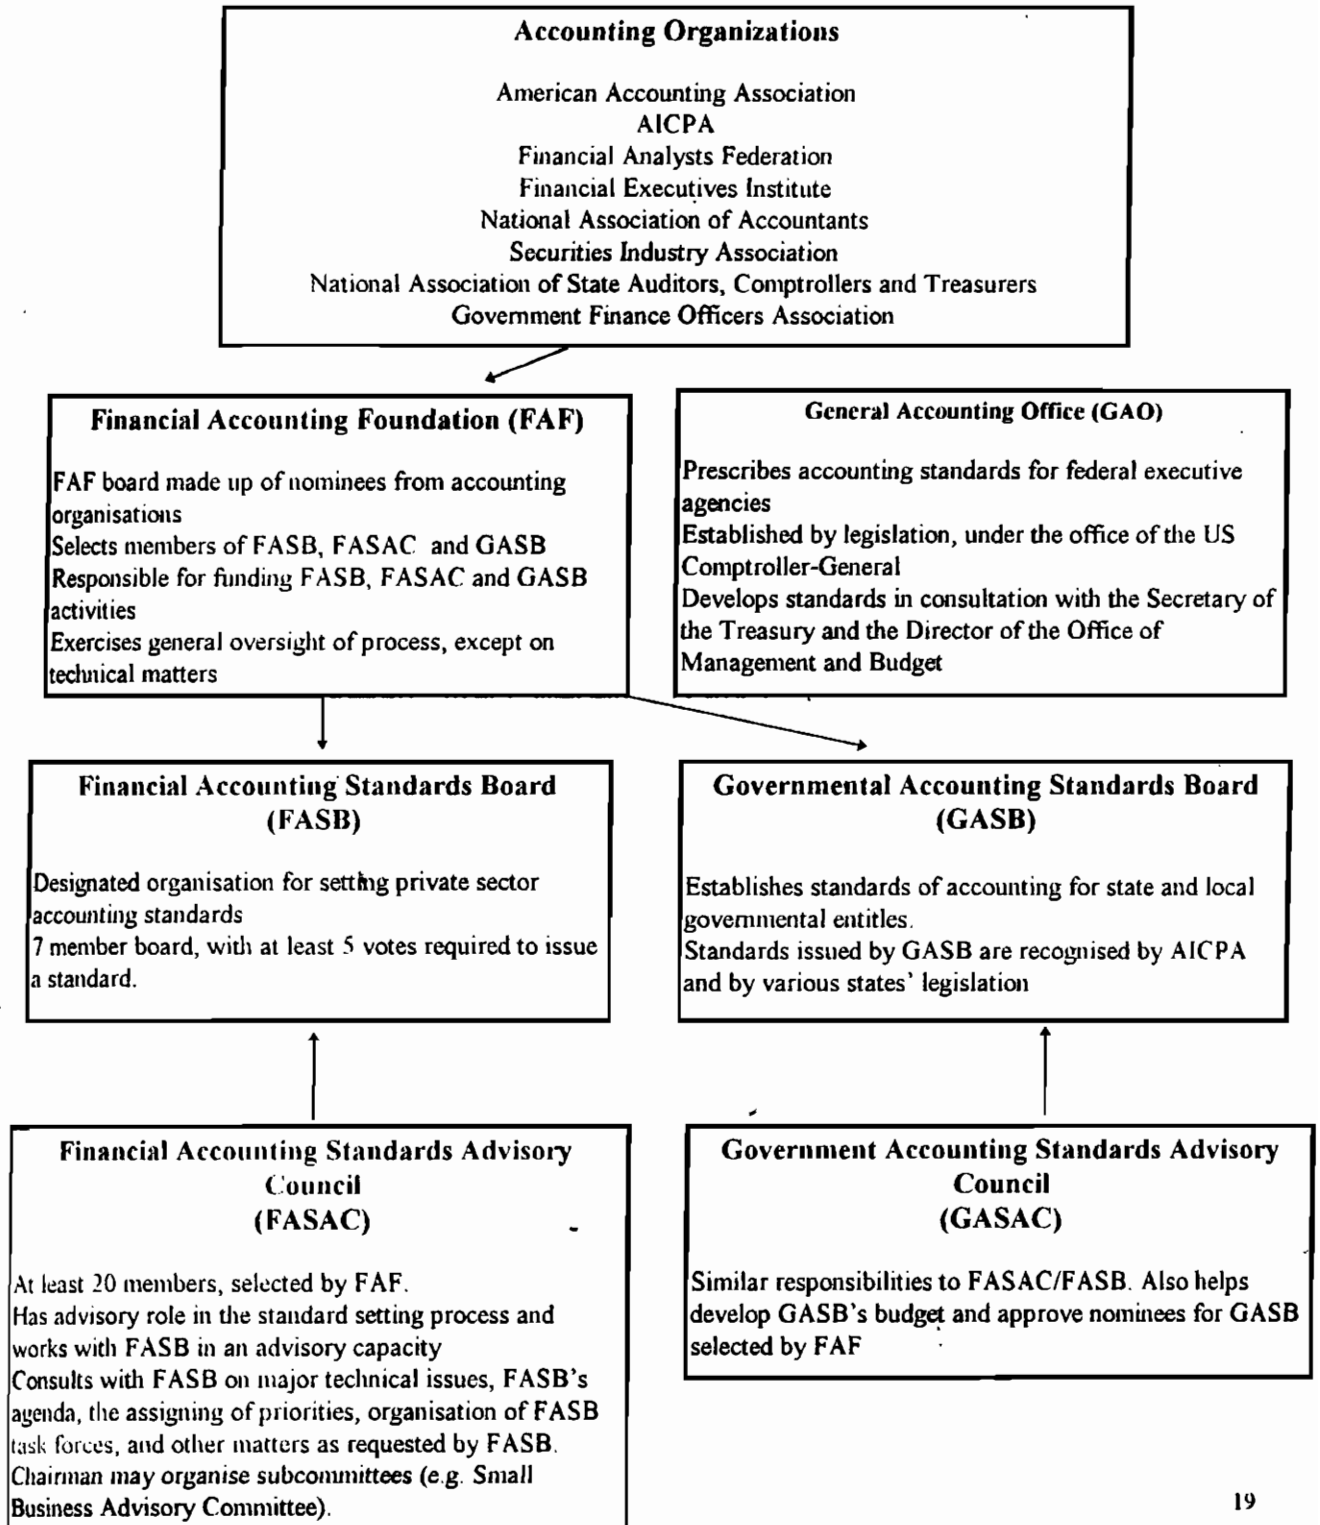 Accounting Organizations
American Accounting Association
AICPA
Financial Analysts Federation
Financial Executives Institute
National Association of Accountants
Securities Industry Association
National Association of State Auditors, Comptrollers and Treasurers
Government Finance Officers Association
Financial Accounting Foundation (FAF)
FAF board made up of nominees from accounting
organisations
Selects members of FASB, FASAC and GASB
Responsible for funding FASB, FASAC and GASB
activities
Exercises general oversight of process, except on
technical matters
General Accounting Office (GAO)
Prescribes accounting standards for federal executive
agencies
Established by legislation, under the office of the US
Comptroller-General
Develops standards in consultation with the Secretary of
the Treasury and the Director of the Office of
Management and Budget
Financial Accounting Standards Board
(FASB)
Designated organisation for setting private sector
accounting standards
7 member board, with at least 5 votes required to issue
a standard.
Governmental Accounting Standards Board
(GASB)
Establishes standards of accounting for state and local
governmental entitles.
Standards issued by GASB are recognised by AICPA
and by various states' legislation
Financial Accounting Standards Advisory
Council
(FASAC)
At least 20 members, selected by FAF.
Has advisory role in the standard setting process and
works with FASB in an advisory capacity
Consults with FASB on major technical issues, FASB's
agenda, the assigning of priorities, organisation of FASB
task forces, and other matters as requested by FASB.
Chairman may organise subcommittees (e.g. Small
Business Advisory Committee).
Government Accounting Standards Advisory
Council
(GASAC)
Similar responsibilities to FASAC/FASB. Also helps
develop GASB's budget and approve nominees for GASB
selected by FAF
19